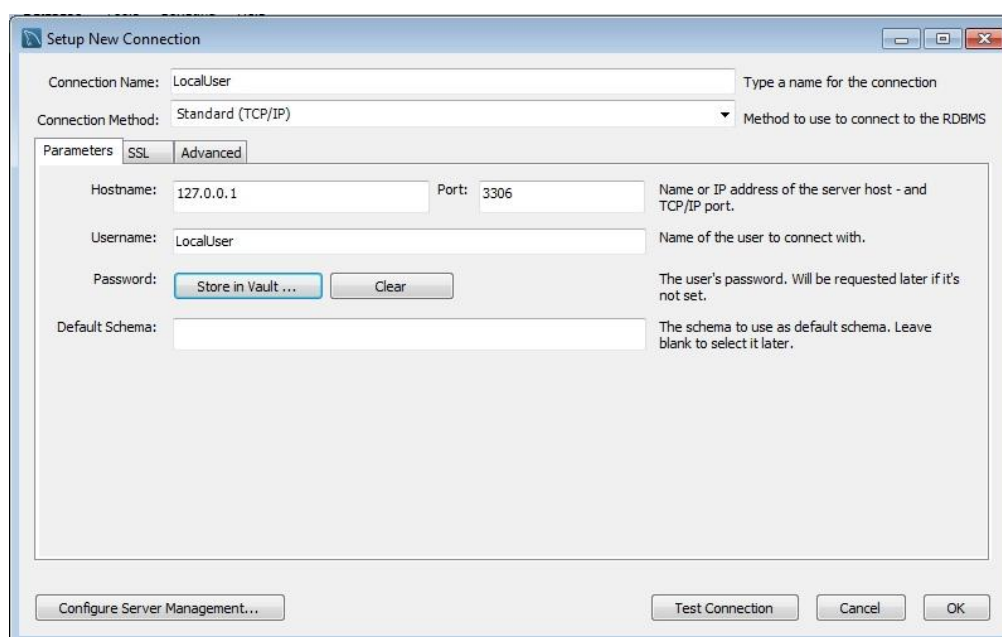 Setup New Connection
Connection Name: LocalUser Type a name for the connection
Connection Method: Standard (TCP/IP) Method to use to connect to the RDBMS
Parameters SSL Advanced
Hostname: 127.0.0.1 Port: 3306 Name or IP address of the server host - and
TCP/IP port.
Username: LocalUser Name of the user to connect with.
Password: Store in Vault ... Clear The user's password. Will be requested later if it's
not set.
Default Schema: The schema to use as default schema. Leave
blank to select it later.
Configure Server Management... Test Connection Cancel OK